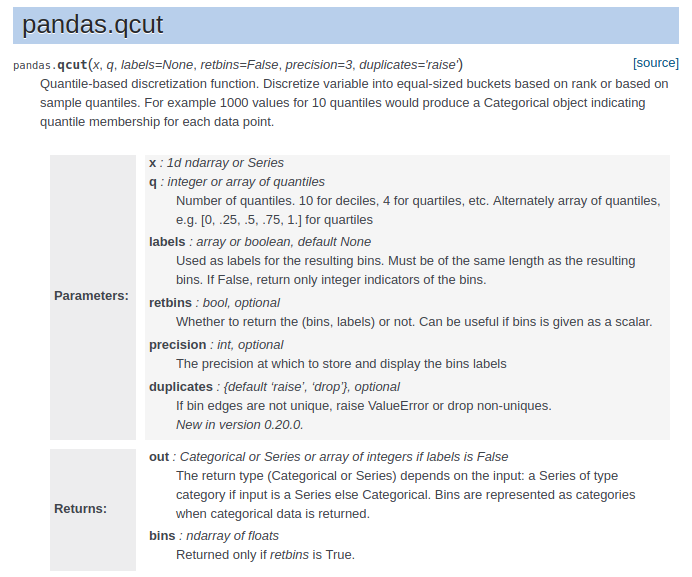 pandas.qcut
pandas.qcut(x, q, labels=None, retbins=False, precision=3, duplicates='raise') [source]
Quantile-based discretization function. Discretize variable into equal-sized buckets based on rank or based on
sample quantiles. For example 1000 values for 10 quantiles would produce a Categorical object indicating
quantile membership for each data point.
Parameters:
x : 1d ndarray or Series
q : integer or array of quantiles
Number of quantiles. 10 for deciles, 4 for quartiles, etc. Alternately array of quantiles,
e.g. [0, .25, .5, .75, 1.] for quartiles
labels : array or boolean, default None
Used as labels for the resulting bins. Must be of the same length as the resulting
bins. If False, return only integer indicators of the bins.
retbins : bool, optional
Whether to return the (bins, labels) or not. Can be useful if bins is given as a scalar.
precision : int, optional
The precision at which to store and display the bins labels
duplicates : {default ‘raise’, ‘drop’}, optional
If bin edges are not unique, raise ValueError or drop non-uniques.
New in version 0.20.0.
Returns:
out : Categorical or Series or array of integers if labels is False
The return type (Categorical or Series) depends on the input: a Series of type
category if input is a Series else Categorical. Bins are represented as categories
when categorical data is returned.
bins : ndarray of floats
Returned only if retbins is True.